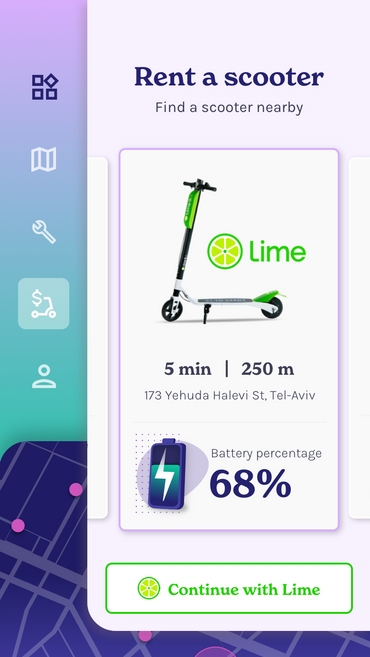 Rent a scooter
Find a scooter nearby
Lime
5 min | 250 m
173 Yehuda Halevi St, Tel-Aviv
Battery percentage
68%
Continue with Lime